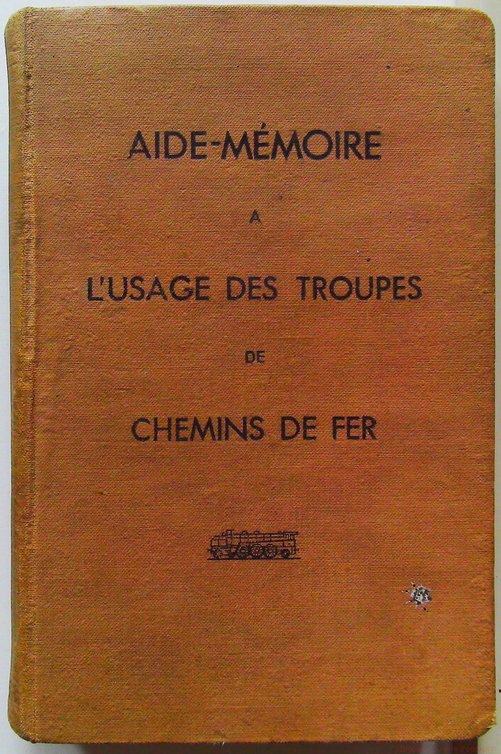 AIDE-MÉMOIRE
A
L'USAGE DES TROUPES
DE
CHEMINS DE FER